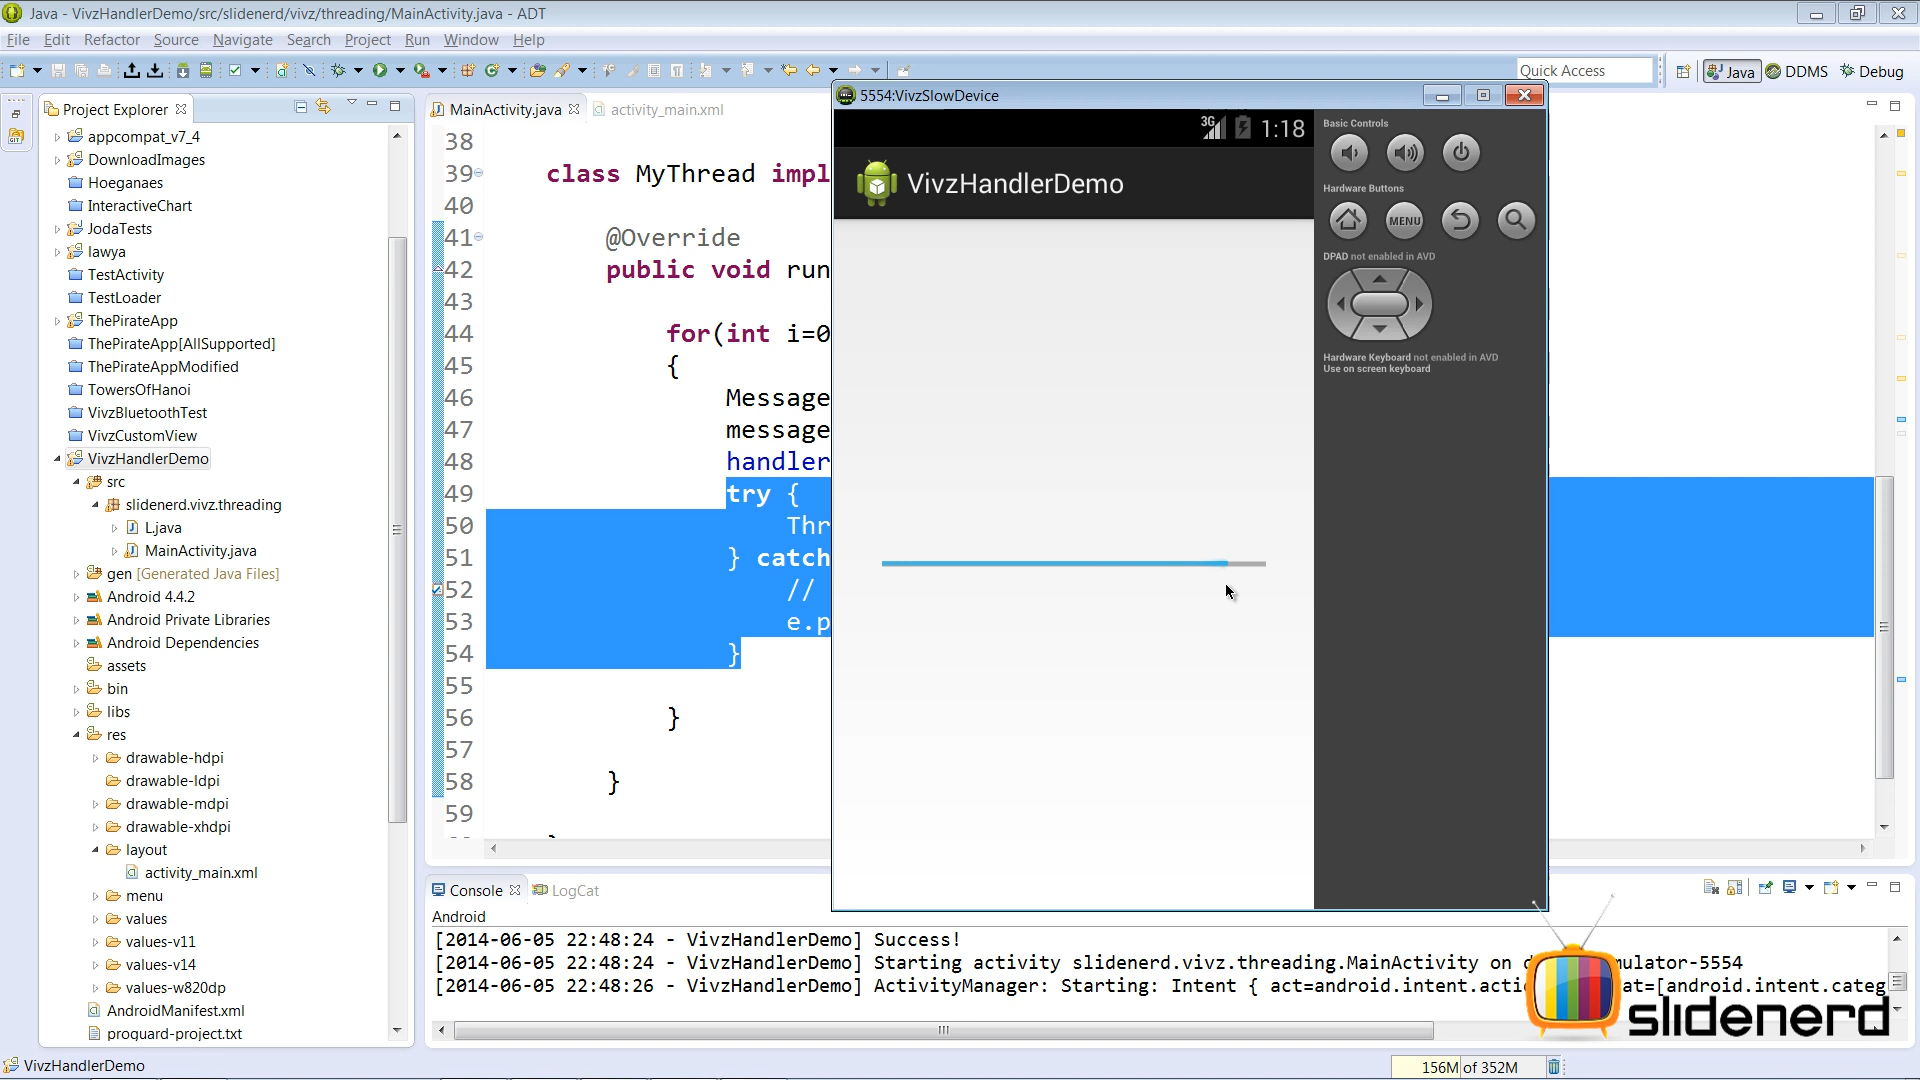 Java - VivzHandlerDemo/src/slidenerd/vivz/threading/MainActivity.java - ADT
File Edit Refactor Source Navigate Search Project Run Window Help
Quick Access
Java
DDMS
Debug
Project Explorer
appcompat_v7_4
DownloadImages
Hoeganaes
InteractiveChart
JodaTests
lawya
TestActivity
TestLoader
ThePirateApp
ThePirateApp[AllSupported]
ThePirateAppModified
TowersOfHanoi
VivzBluetoothTest
VivzCustomView
VivzHandlerDemo
src
slidenerd.vivz.threading
L.java
MainActivity.java
gen [Generated Java Files]
Android 4.4.2
Android Private Libraries
Android Dependencies
assets
bin
libs
res
drawable-hdpi
drawable-ldpi
drawable-mdpi
drawable-xhdpi
layout
activity_main.xml
menu
values
values-v11
values-v14
values-w820dp
AndroidManifest.xml
proguard-project.txt
MainActivity.java
activity_main.xml
38
39 class MyThread impl
40
41 @Override
42 public void run
43
44 for(int i=0
45 {
46 Message
47 message
48 handler
49 try {
50 Thr
51 } catch
52 //
53 e.p
54 }
55
56 }
57
58 }
59
5554:VivzSlowDevice
3G 1:18
VivzHandlerDemo
Basic Controls
Hardware Buttons
MENU
DPAD not enabled in AVD
Hardware Keyboard not enabled in AVD
Use on screen keyboard
Console
LogCat
Android
[2014-06-05 22:48:24 - VivzHandlerDemo] Success!
[2014-06-05 22:48:24 - VivzHandlerDemo] Starting activity slidenerd.vivz.threading.MainActivity on mulator-5554
[2014-06-05 22:48:26 - VivzHandlerDemo] ActivityManager: Starting: Intent { act=android.intent.actio at=[android.intent.categ
slidenerd
VivzHandlerDemo
156M of 352M